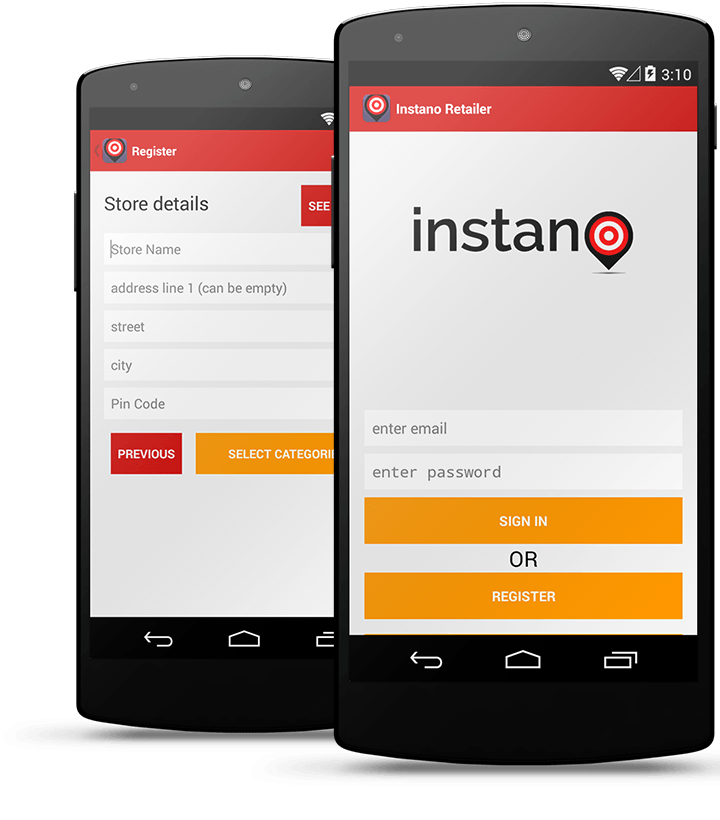 Register
Store details
SEE
Store Name
address line 1 (can be empty)
street
city
Pin Code
PREVIOUS
SELECT CATEGORI
3:10
Instano Retailer
instano
enter email
enter password
SIGN IN
OR
REGISTER